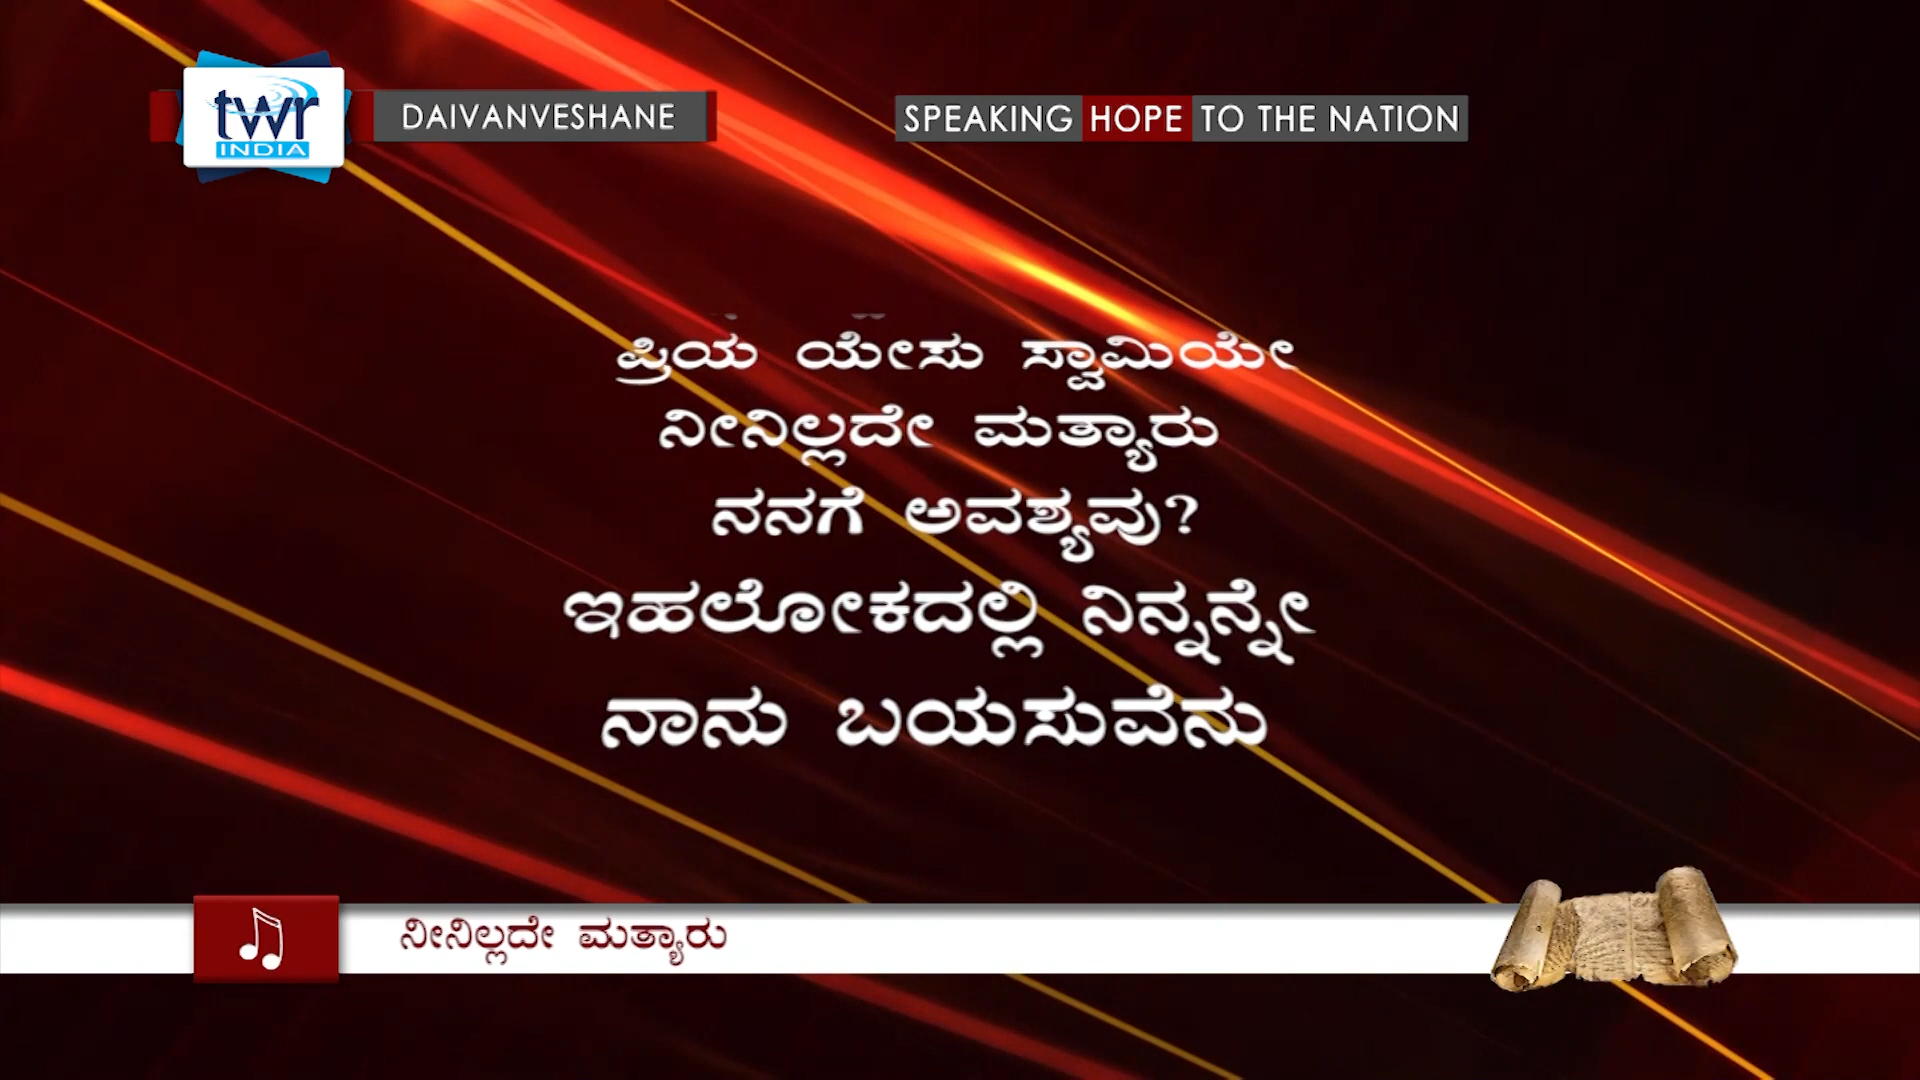 twr
INDIA
DAIVANVESHANE
SPEAKING HOPE TO THE NATION
ಪ್ರಿಯ ಯೇಸು ಸ್ವಾಮಿಯೇ
ನೀನಿಲ್ಲದೇ ಮತ್ಯಾರು
ನನಗೆ ಅವಶ್ಯವು?
ಇಹಲೋಕದಲ್ಲಿ ನಿನ್ನನ್ನೇ
ನಾನು ಬಯಸುವೆನು
ನೀನಿಲ್ಲದೇ ಮತ್ಯಾರು